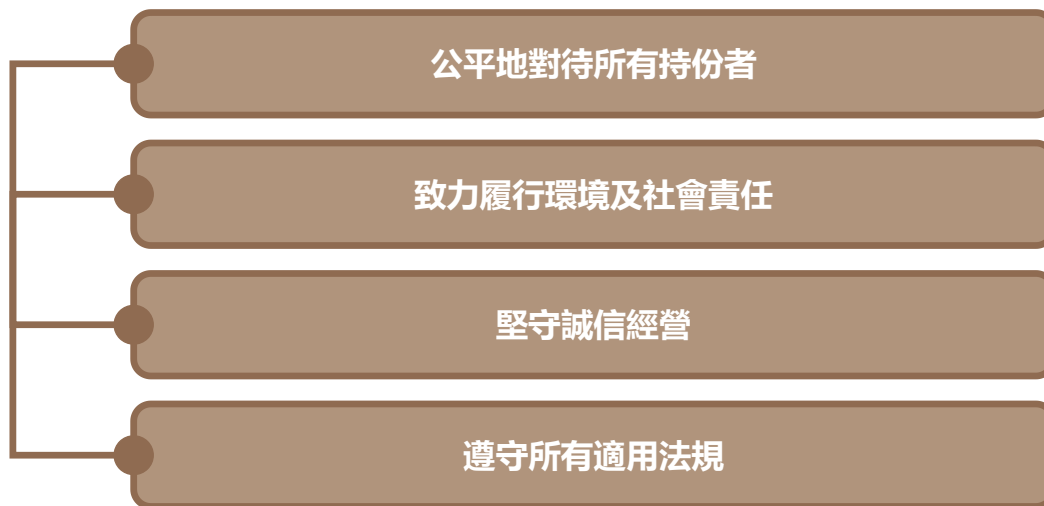 公平地對待所有持份者
致力履行環境及社會責任
堅守誠信經營
遵守所有適用法規